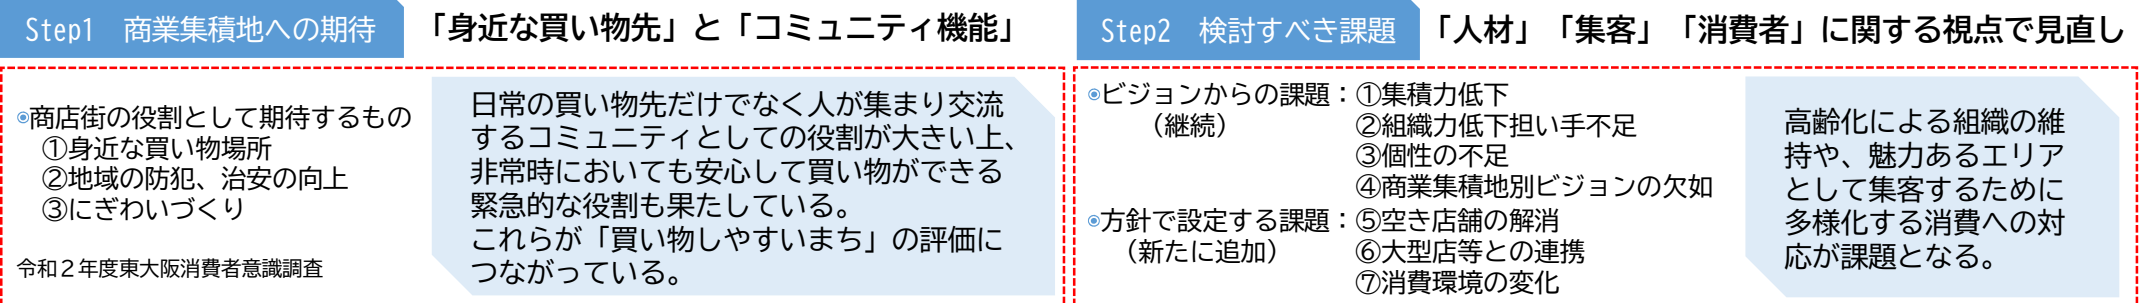 Step1　商業集積地への期待
「身近な買い物先」と「コミュニティ機能」
◉商店街の役割として期待するもの
①身近な買い物場所
②地域の防犯、治安の向上
③にぎわいづくり
令和２年度東大阪消費者意識調査
日常の買い物先だけでなく人が集まり交流
するコミュニティとしての役割が大きい上、
非常時においても安心して買い物ができる
緊急的な役割も果たしている。
これらが「買い物しやすいまち」の評価に
つながっている。
Step2　検討すべき課題
「人材」「集客」「消費者」に関する視点で見直し
◉ビジョンからの課題：①集積力低下
（継続）　②組織力低下担い手不足
③個性の不足
④商業集積地別ビジョンの欠如
◉方針で設定する課題：⑤空き店舗の解消
（新たに追加）　⑥大型店等との連携
⑦消費環境の変化
高齢化による組織の維
持や、魅力あるエリア
として集客するために
多様化する消費への対
応が課題となる。